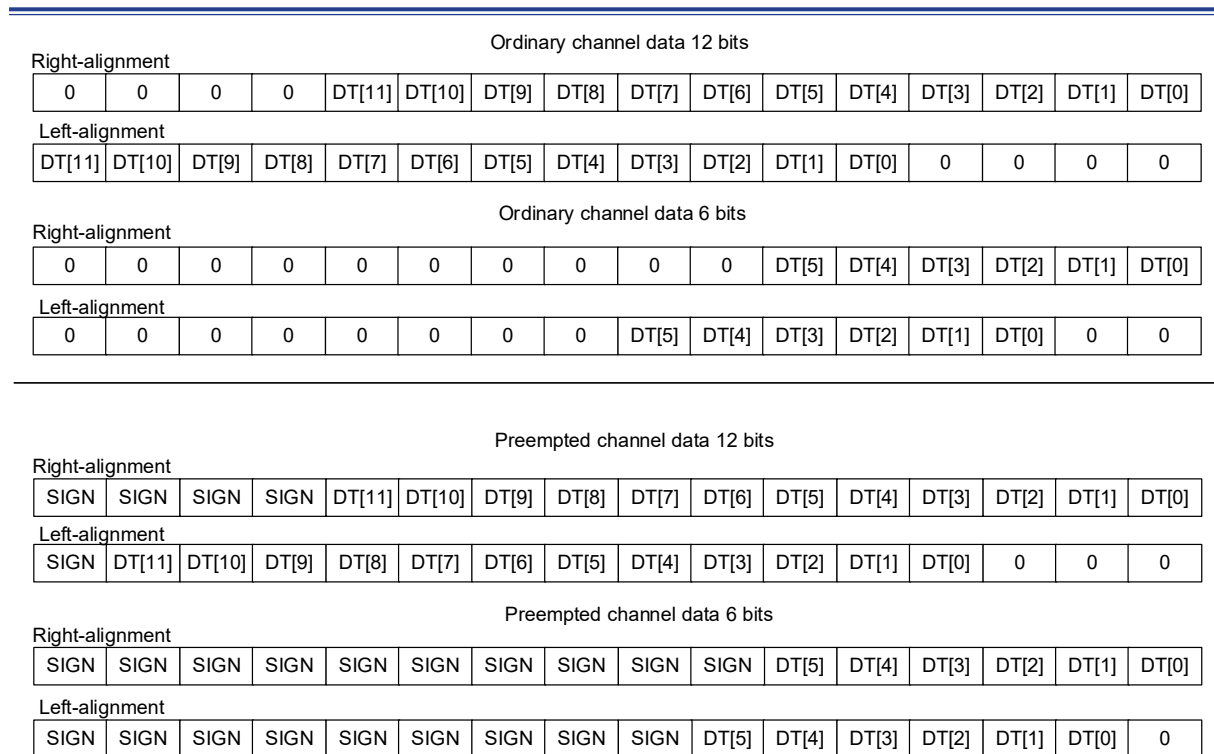 Ordinary channel data 12 bits
Right-alignment
0 0 0 0 DT[11] DT[10] DT[9] DT[8] DT[7] DT[6] DT[5] DT[4] DT[3] DT[2] DT[1] DT[0]
Left-alignment
DT[11] DT[10] DT[9] DT[8] DT[7] DT[6] DT[5] DT[4] DT[3] DT[2] DT[1] DT[0] 0 0 0 0
Ordinary channel data 6 bits
Right-alignment
0 0 0 0 0 0 0 0 0 0 DT[5] DT[4] DT[3] DT[2] DT[1] DT[0]
Left-alignment
0 0 0 0 0 0 0 0 DT[5] DT[4] DT[3] DT[2] DT[1] DT[0] 0 0
Preempted channel data 12 bits
Right-alignment
SIGN SIGN SIGN SIGN DT[11] DT[10] DT[9] DT[8] DT[7] DT[6] DT[5] DT[4] DT[3] DT[2] DT[1] DT[0]
Left-alignment
SIGN DT[11] DT[10] DT[9] DT[8] DT[7] DT[6] DT[5] DT[4] DT[3] DT[2] DT[1] DT[0] 0 0 0
Preempted channel data 6 bits
Right-alignment
SIGN SIGN SIGN SIGN SIGN SIGN SIGN SIGN SIGN SIGN DT[5] DT[4] DT[3] DT[2] DT[1] DT[0]
Left-alignment
SIGN SIGN SIGN SIGN SIGN SIGN SIGN SIGN SIGN DT[5] DT[4] DT[3] DT[2] DT[1] DT[0] 0